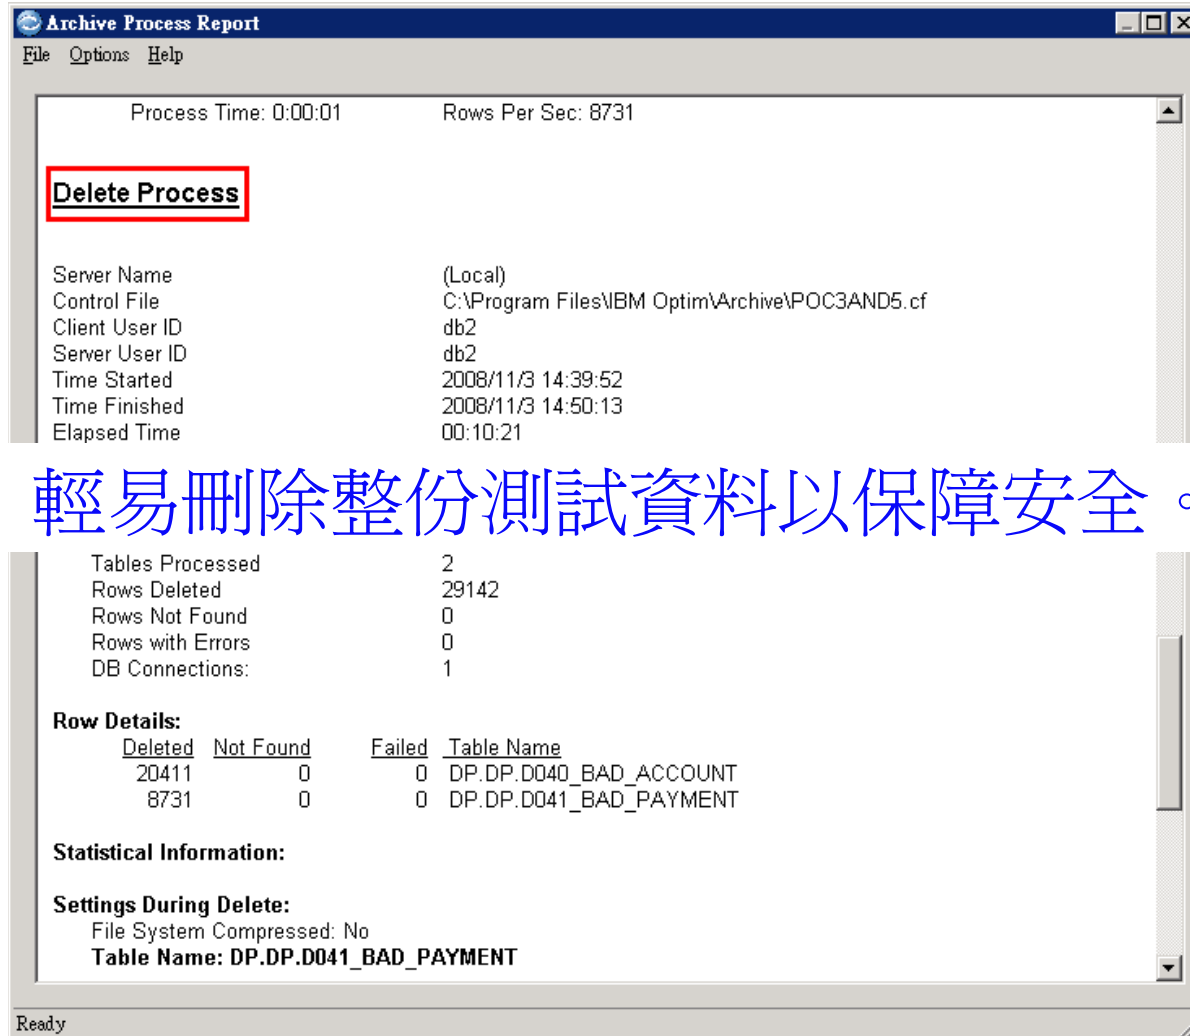 Archive Process Report
File Options Help
Process Time: 0:00:01 Rows Per Sec: 8731
Delete Process
Server Name (Local)
Control File C:\Program Files\IBM Optim\Archive\POC3AND5.cf
Client User ID db2
Server User ID db2
Time Started 2008/11/3 14:39:52
Time Finished 2008/11/3 14:50:13
Elapsed Time 00:10:21
輕易刪除整份測試資料以保障安全。
Tables Processed 2
Rows Deleted 29142
Rows Not Found 0
Rows with Errors 0
DB Connections: 1
Row Details:
Deleted Not Found Failed Table Name
20411 0 0 DP.DP.D040_BAD_ACCOUNT
8731 0 0 DP.DP.D041_BAD_PAYMENT
Statistical Information:
Settings During Delete:
File System Compressed: No
Table Name: DP.DP.D041_BAD_PAYMENT
Ready